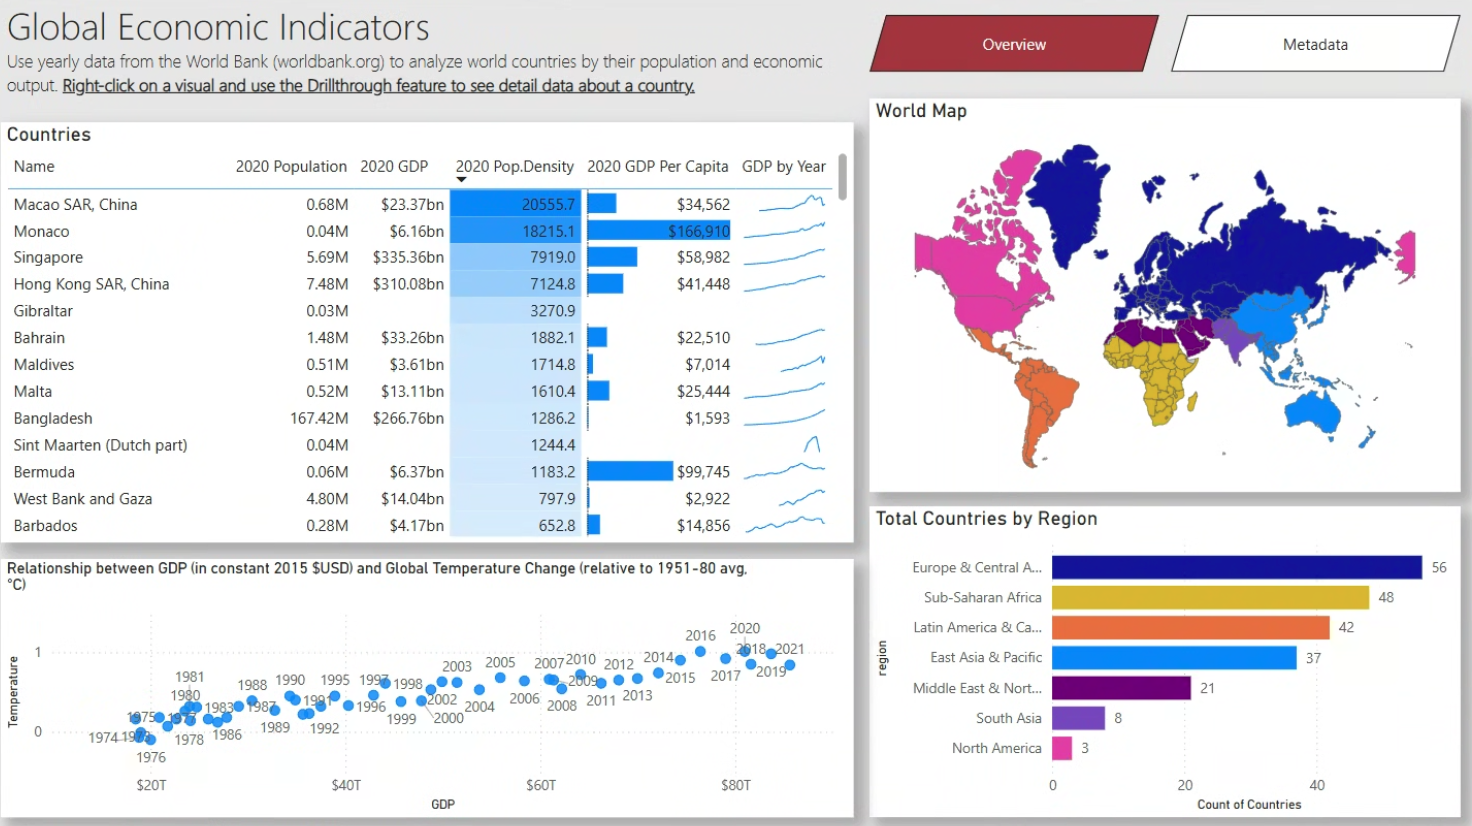 Global Economic Indicators
Use yearly data from the World Bank (worldbank.org) to analyze world countries by their population and economic
output. Right-click on a visual and use the Drillthrough feature to see detail data about a country.
Overview
Metadata
Countries
Name 2020 Population 2020 GDP 2020 Pop.Density 2020 GDP Per Capita GDP by Year
Macao SAR, China 0.68M $23.37bn 20555.7 $34,562
Monaco 0.04M $6.16bn 18215.1 $166,910
Singapore 5.69M $335.36bn 7919.0 $58,982
Hong Kong SAR, China 7.48M $310.08bn 7124.8 $41,448
Gibraltar 0.03M 3270.9
Bahrain 1.48M $33.26bn 1882.1 $22,510
Maldives 0.51M $3.61bn 1714.8 $7,014
Malta 0.52M $13.11bn 1610.4 $25,444
Bangladesh 167.42M $266.76bn 1286.2 $1,593
Sint Maarten (Dutch part) 0.04M 1244.4
Bermuda 0.06M $6.37bn 1183.2 $99,745
West Bank and Gaza 4.80M $14.04bn 797.9 $2,922
Barbados 0.28M $4.17bn 652.8 $14,856
Relationship between GDP (in constant 2015 $USD) and Global Temperature Change (relative to 1951-80 avg,
°C)
Temperature
1
0
1974
1975
1976
1977
1978
1980
1981
1983
1986
1987
1988
1989
1990
1991
1992
1995
1996
1997
1998
1999
2000
2002
2003
2004
2005
2006
2007
2008
2009
2010
2011
2012
2013
2014
2015
2016
2017
2018
2019
2020
2021
$20T $40T $60T $80T
GDP
World Map
Total Countries by Region
region
Europe & Central A... 56
Sub-Saharan Africa 48
Latin America & Ca... 42
East Asia & Pacific 37
Middle East & Nort... 21
South Asia 8
North America 3
0 20 40
Count of Countries